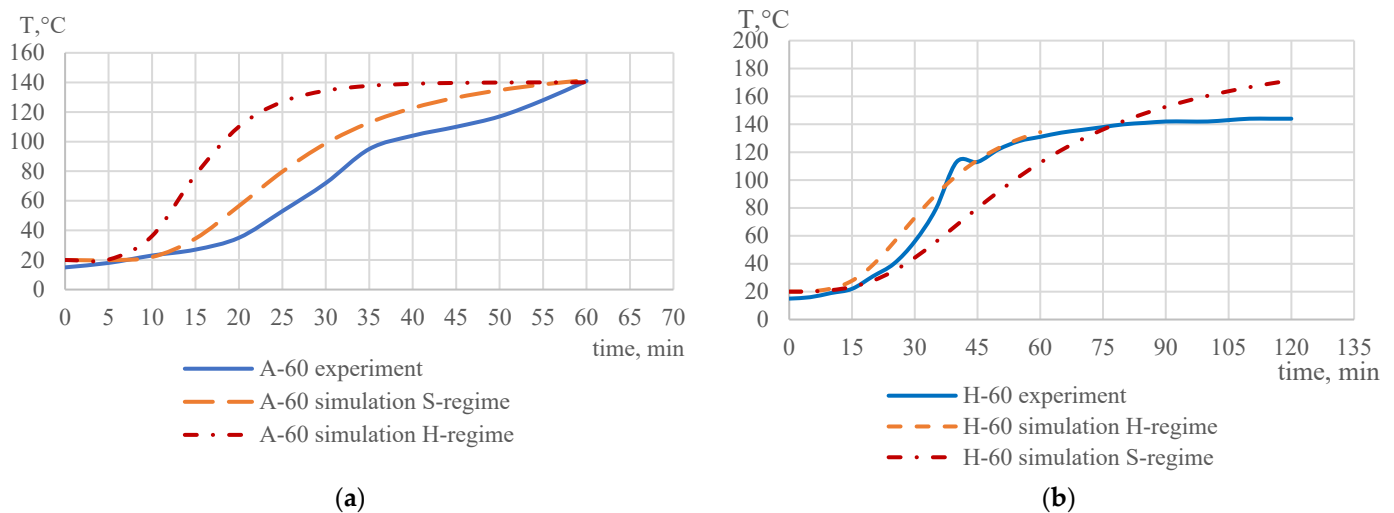 T,°C
160
140
120
100
80
60
40
20
0
0 5 10 15 20 25 30 35 40 45 50 55 60 65 70
time, min
A-60 experiment
A-60 simulation S-regime
A-60 simulation H-regime
(a)
T,°C
200
180
160
140
120
100
80
60
40
20
0
0 15 30 45 60 75 90 105 120 135
time, min
H-60 experiment
H-60 simulation H-regime
H-60 simulation S-regime
(b)